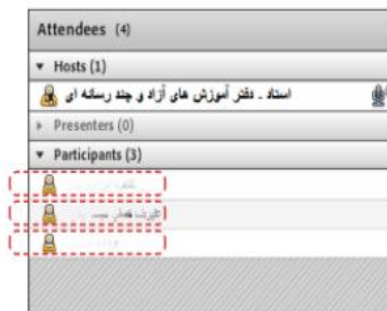 Attendees (4)
Hosts (1)
استاد . دفتر آموزش های آزاد و چند رسانه ای
Presenters (0)
Participants (3)